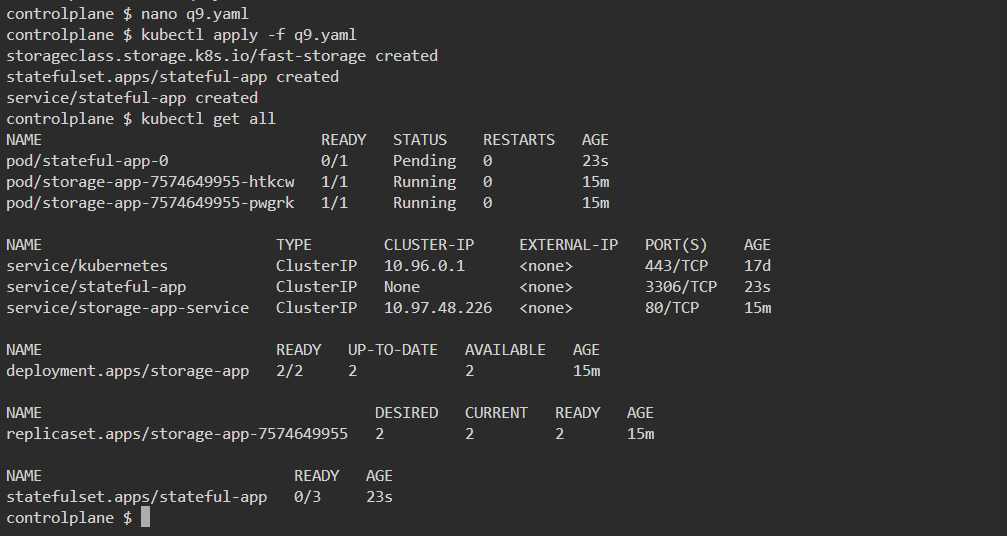 controlplane $ nano q9.yaml
controlplane $ kubectl apply -f q9.yaml
storageclass.storage.k8s.io/fast-storage created
statefulset.apps/stateful-app created
service/stateful-app created
controlplane $ kubectl get all
NAME                               READY   STATUS    RESTARTS   AGE
pod/stateful-app-0                 0/1     Pending   0          23s
pod/storage-app-7574649955-htkcw   1/1     Running   0          15m
pod/storage-app-7574649955-pwgrk   1/1     Running   0          15m

NAME                          TYPE        CLUSTER-IP     EXTERNAL-IP   PORT(S)    AGE
service/kubernetes            ClusterIP   10.96.0.1      <none>        443/TCP    17d
service/stateful-app          ClusterIP   None           <none>        3306/TCP   23s
service/storage-app-service   ClusterIP   10.97.48.226   <none>        80/TCP     15m

NAME                          READY   UP-TO-DATE   AVAILABLE   AGE
deployment.apps/storage-app   2/2     2            2           15m

NAME                                     DESIRED   CURRENT   READY   AGE
replicaset.apps/storage-app-7574649955   2         2         2       15m

NAME                            READY   AGE
statefulset.apps/stateful-app   0/3     23s
controlplane $